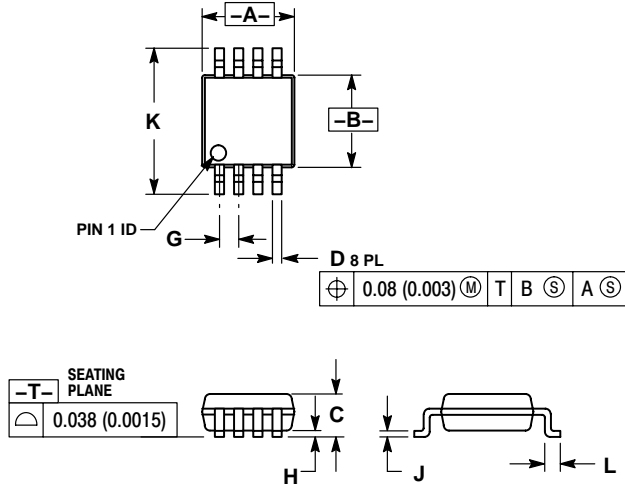 –A–
K
–B–
PIN 1 ID
G
D 8 PL
⌖ 0.08 (0.003) Ⓜ T B Ⓢ A Ⓢ
–T– SEATING PLANE
⌓ 0.038 (0.0015)
C
H
J
L